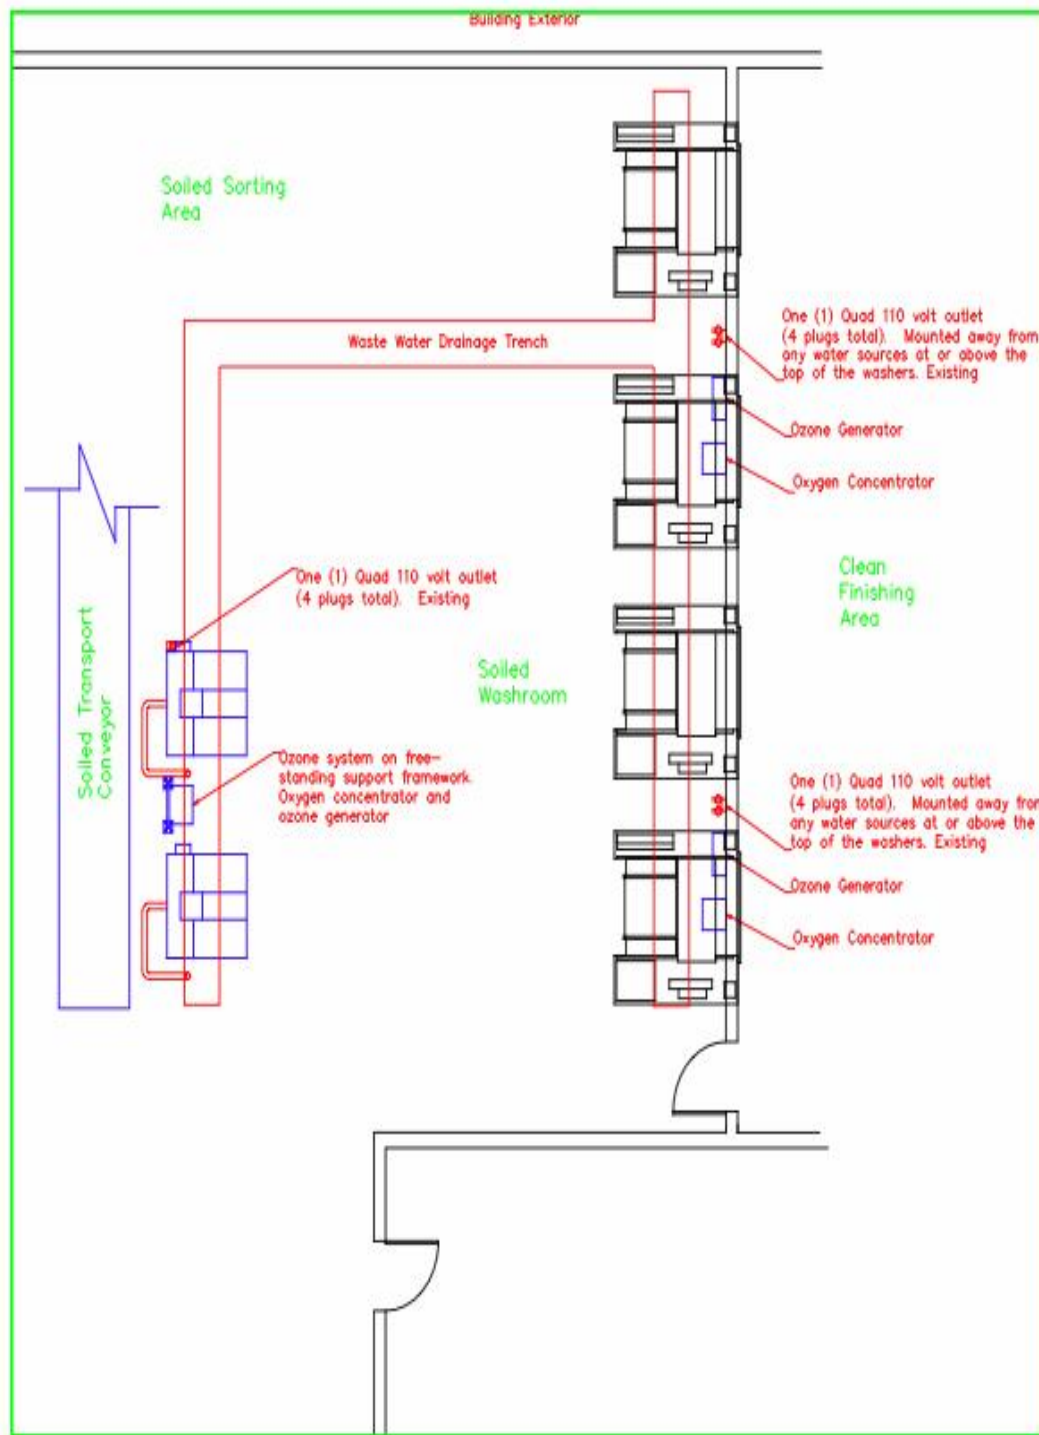 Building Exterior
Soiled Sorting
Area
One (1) Quad 110 volt outlet
(4 plugs total). Mounted away from
any water sources at or above the
top of the washers. Existing
Waste Water Drainage Trench
Ozone Generator
Oxygen Concentrator
One (1) Quad 110 volt outlet
(4 plugs total). Existing
Clean
Finishing
Area
Soiled Transport
Conveyor
Soiled
Washroom
Ozone system on free-
standing support framework.
Oxygen concentrator and
ozone generator
One (1) Quad 110 volt outlet
(4 plugs total). Mounted away from
any water sources at or above the
top of the washers. Existing
Ozone Generator
Oxygen Concentrator